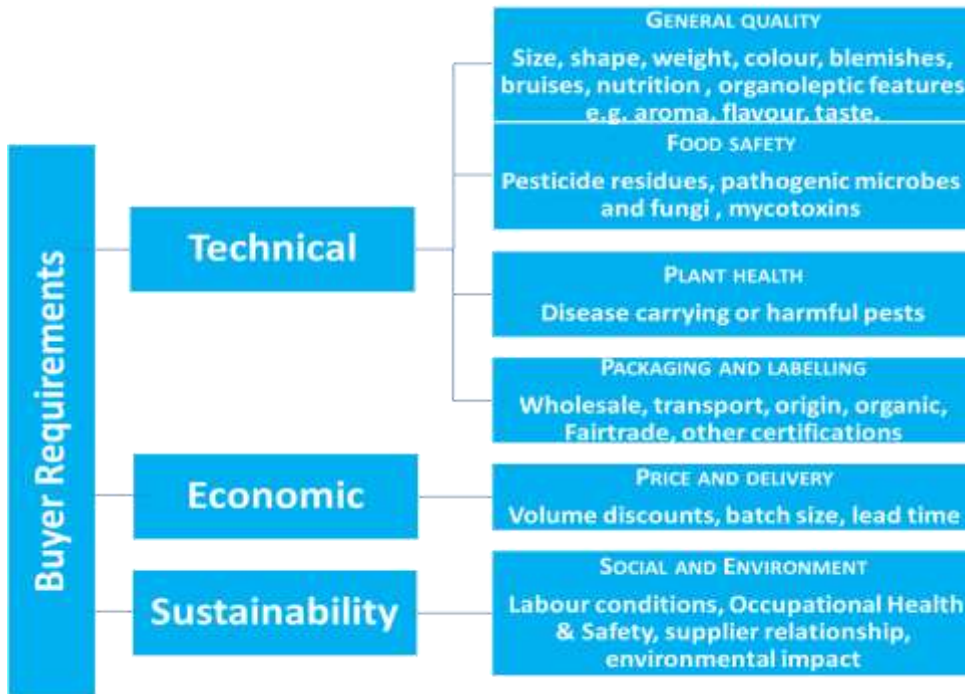 Buyer Requirements
Technical
GENERAL QUALITY
Size, shape, weight, colour, blemishes,
bruises, nutrition , organoleptic features
e.g. aroma, flavour, taste.
FOOD SAFETY
Pesticide residues, pathogenic microbes
and fungi , mycotoxins
PLANT HEALTH
Disease carrying or harmful pests
PACKAGING AND LABELLING
Wholesale, transport, origin, organic,
Fairtrade, other certifications
Economic
PRICE AND DELIVERY
Volume discounts, batch size, lead time
Sustainability
SOCIAL AND ENVIRONMENT
Labour conditions, Occupational Health
& Safety, supplier relationship,
environmental impact